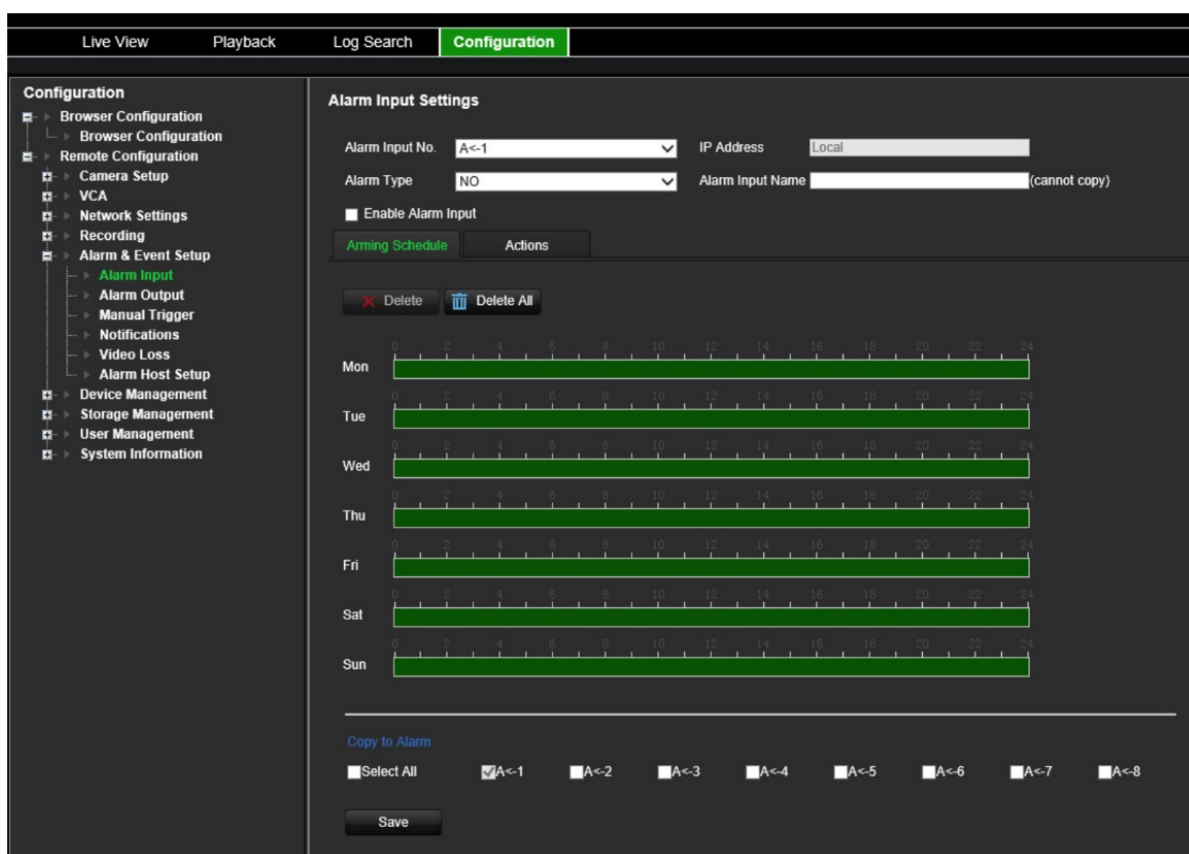 Live View Playback Log Search Configuration
Configuration
Browser Configuration
Browser Configuration
Remote Configuration
Camera Setup
VCA
Network Settings
Recording
Alarm & Event Setup
Alarm Input
Alarm Output
Manual Trigger
Notifications
Video Loss
Alarm Host Setup
Device Management
Storage Management
User Management
System Information
Alarm Input Settings
Alarm Input No. A<-1 IP Address Local
Alarm Type NO Alarm Input Name (cannot copy)
Enable Alarm Input
Arming Schedule Actions
Delete Delete All
0 2 4 6 8 10 12 14 16 18 20 22 24
Mon
0 2 4 6 8 10 12 14 16 18 20 22 24
Tue
0 2 4 6 8 10 12 14 16 18 20 22 24
Wed
0 2 4 6 8 10 12 14 16 18 20 22 24
Thu
0 2 4 6 8 10 12 14 16 18 20 22 24
Fri
0 2 4 6 8 10 12 14 16 18 20 22 24
Sat
0 2 4 6 8 10 12 14 16 18 20 22 24
Sun
Copy to Alarm
Select All A<-1 A<-2 A<-3 A<-4 A<-5 A<-6 A<-7 A<-8
Save